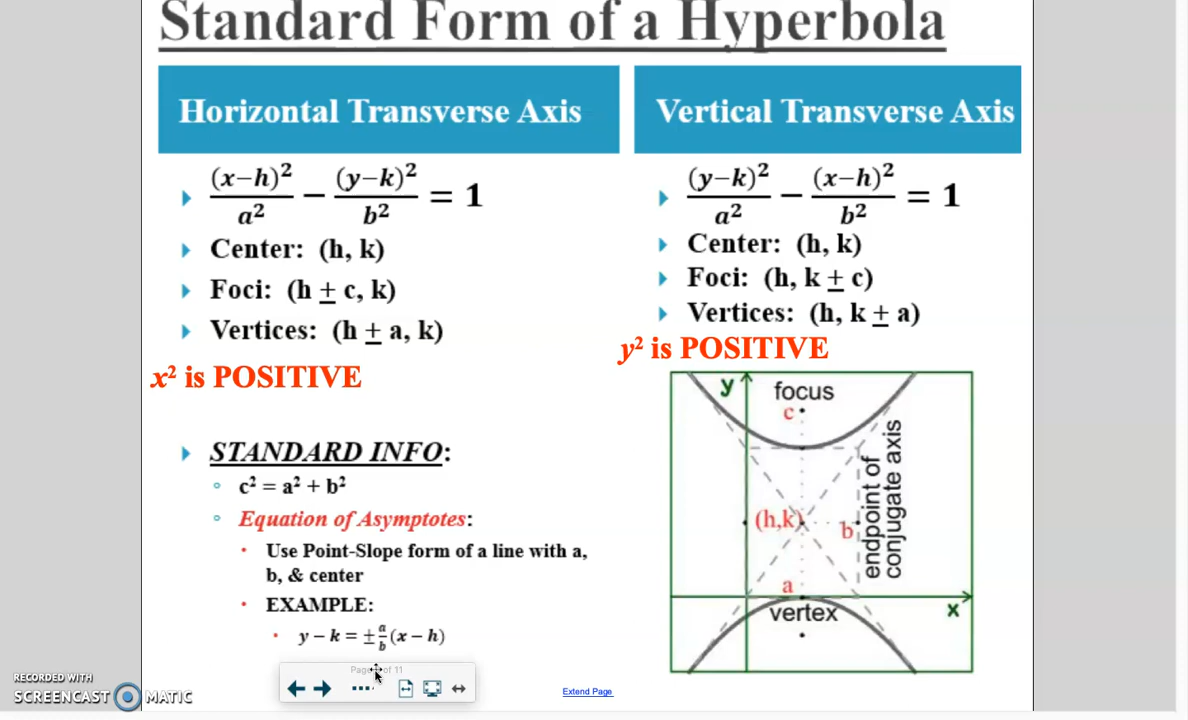 Standard Form of a Hyperbola
Horizontal Transverse Axis
(x−h)²/a² − (y−k)²/b² = 1
Center: (h, k)
Foci: (h ± c, k)
Vertices: (h ± a, k)
x² is POSITIVE
STANDARD INFO:
c² = a² + b²
Equation of Asymptotes:
Use Point-Slope form of a line with a,
b, & center
EXAMPLE:
y − k = ±a/b(x − h)
Vertical Transverse Axis
(y−k)²/a² − (x−h)²/b² = 1
Center: (h, k)
Foci: (h, k ± c)
Vertices: (h, k ± a)
y² is POSITIVE
y
focus
c
(h,k)
b
endpoint of
conjugate axis
a
vertex
x
Page of 11
Extend Page
RECORDED WITH
SCREENCAST MATIC